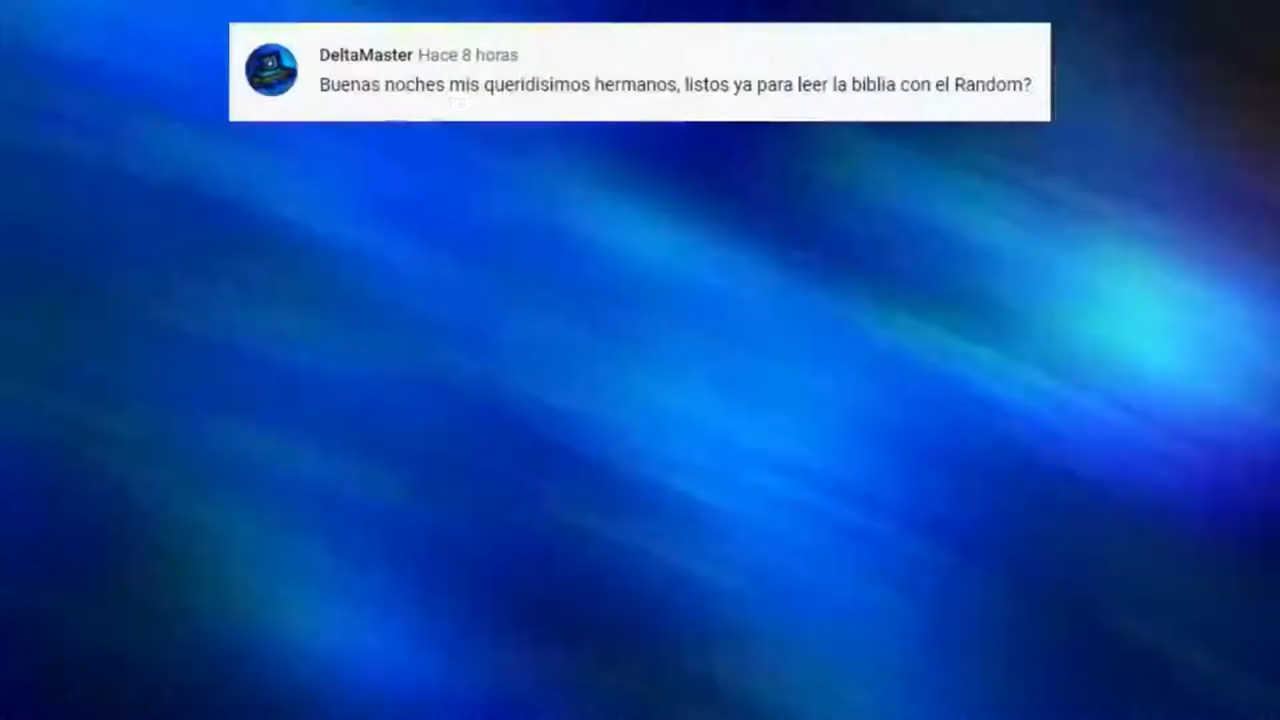 DeltaMaster Hace 8 horas
Buenas noches mis queridisimos hermanos, listos ya para leer la biblia con el Random?